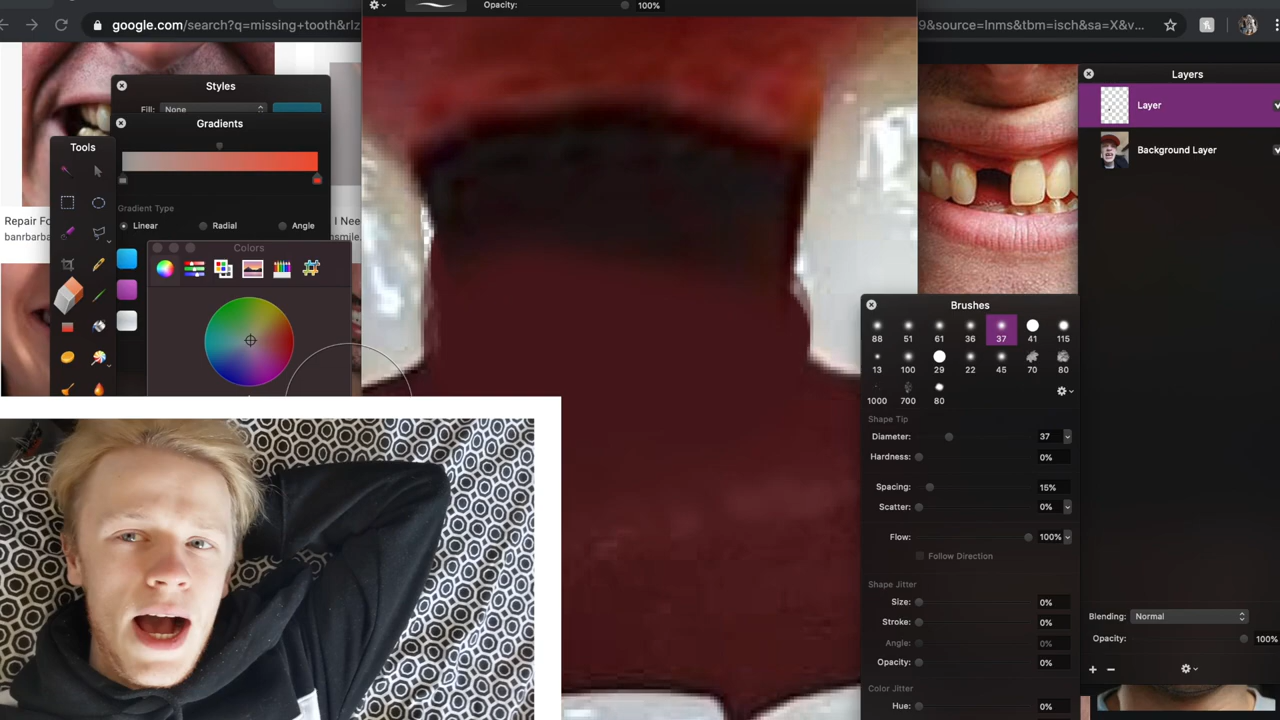 google.com/search?q=missing+tooth&rlz
9&source=lnms&tbm=isch&sa=X&v...
Opacity: 100%
Styles
Fill: None
Gradients
Gradient Type
Linear Radial Angle
Tools
Colors
Repair Fo
banrbarba
I Need
nsmile.
Layers
Layer
Background Layer
Blending: Normal
Opacity: 100%
Brushes
88 51 61 36 37 41 115
13 100 29 22 45 70 80
1000 700 80
Shape Tip
Diameter: 37
Hardness: 0%
Spacing: 15%
Scatter: 0%
Flow: 100%
Follow Direction
Shape Jitter
Size: 0%
Stroke: 0%
Angle: 0%
Opacity: 0%
Color Jitter
Hue: 0%